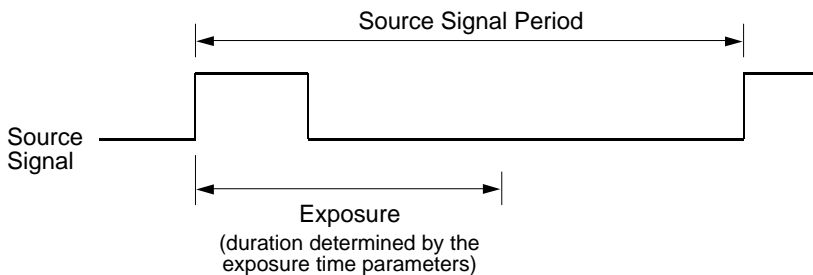 Source Signal Period
Source
Signal
Exposure
(duration determined by the
exposure time parameters)